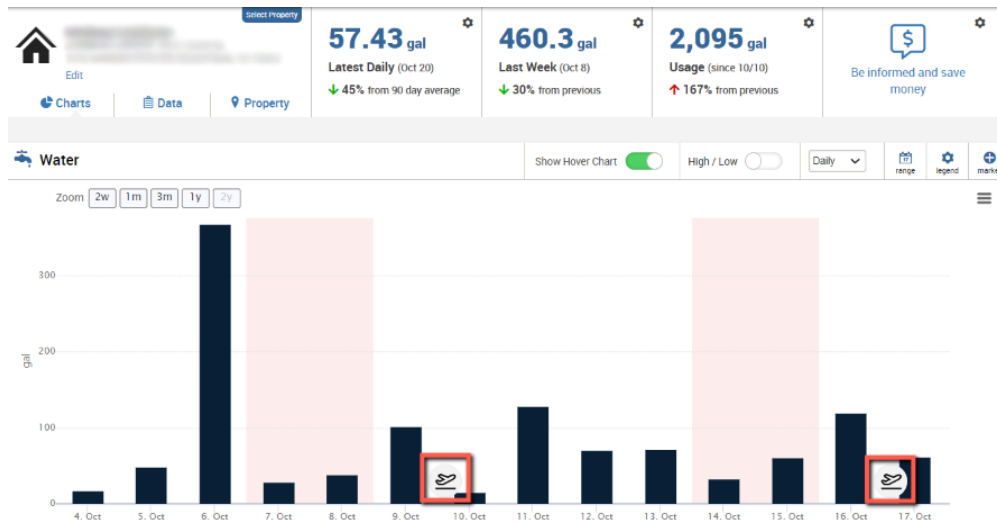 Select Property
Edit
Charts
Data
Property
57.43 gal
Latest Daily (Oct 20)
45% from 90 day average
460.3 gal
Last Week (Oct 8)
30% from previous
2,095 gal
Usage (since 10/10)
167% from previous
$
Be informed and save
money
Water
Show Hover Chart
High / Low
Daily
17
range
legend
marke
Zoom 2w 1m 3m 1y 2y
300
200
100
0
gal
4. Oct 5. Oct 6. Oct 7. Oct 8. Oct 9. Oct 10. Oct 11. Oct 12. Oct 13. Oct 14. Oct 15. Oct 16. Oct 17. Oct